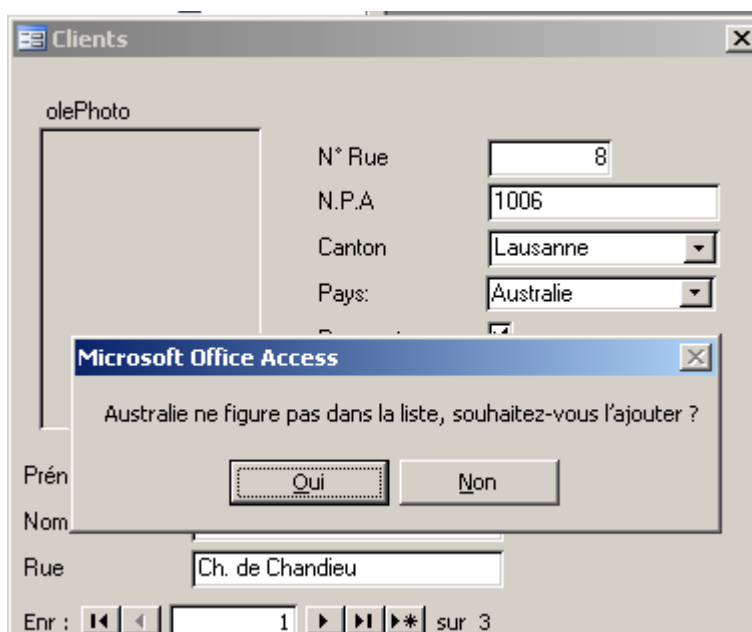 Clients
olePhoto
N° Rue 8
N.P.A 1006
Canton Lausanne
Pays: Australie
Microsoft Office Access
Australie ne figure pas dans la liste, souhaitez-vous l'ajouter ?
Oui Non
Prén
Nom
Rue Ch. de Chandieu
Enr : 1 sur 3